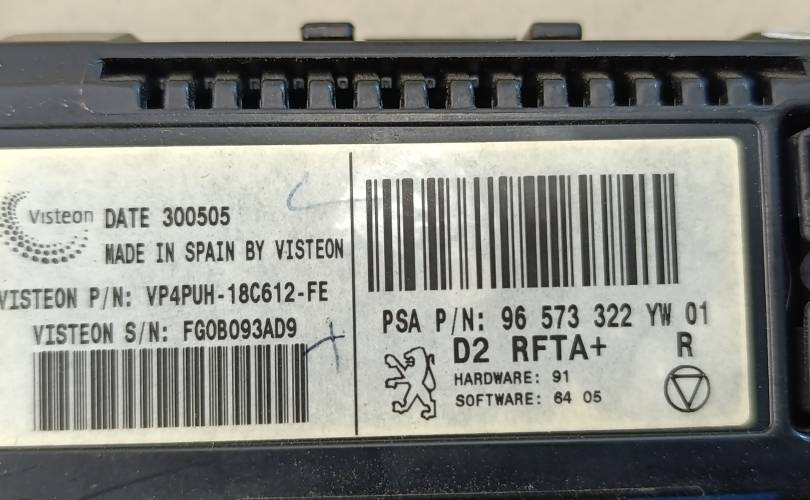 Visteon DATE 300505
MADE IN SPAIN BY VISTEON
VISTEON P/N: VP4PUH-18C612-FE
VISTEON S/N: FG0B093AD9
PSA P/N: 96 573 322 YW 01
D2 RFTA+ R
HARDWARE: 91
SOFTWARE: 64 05